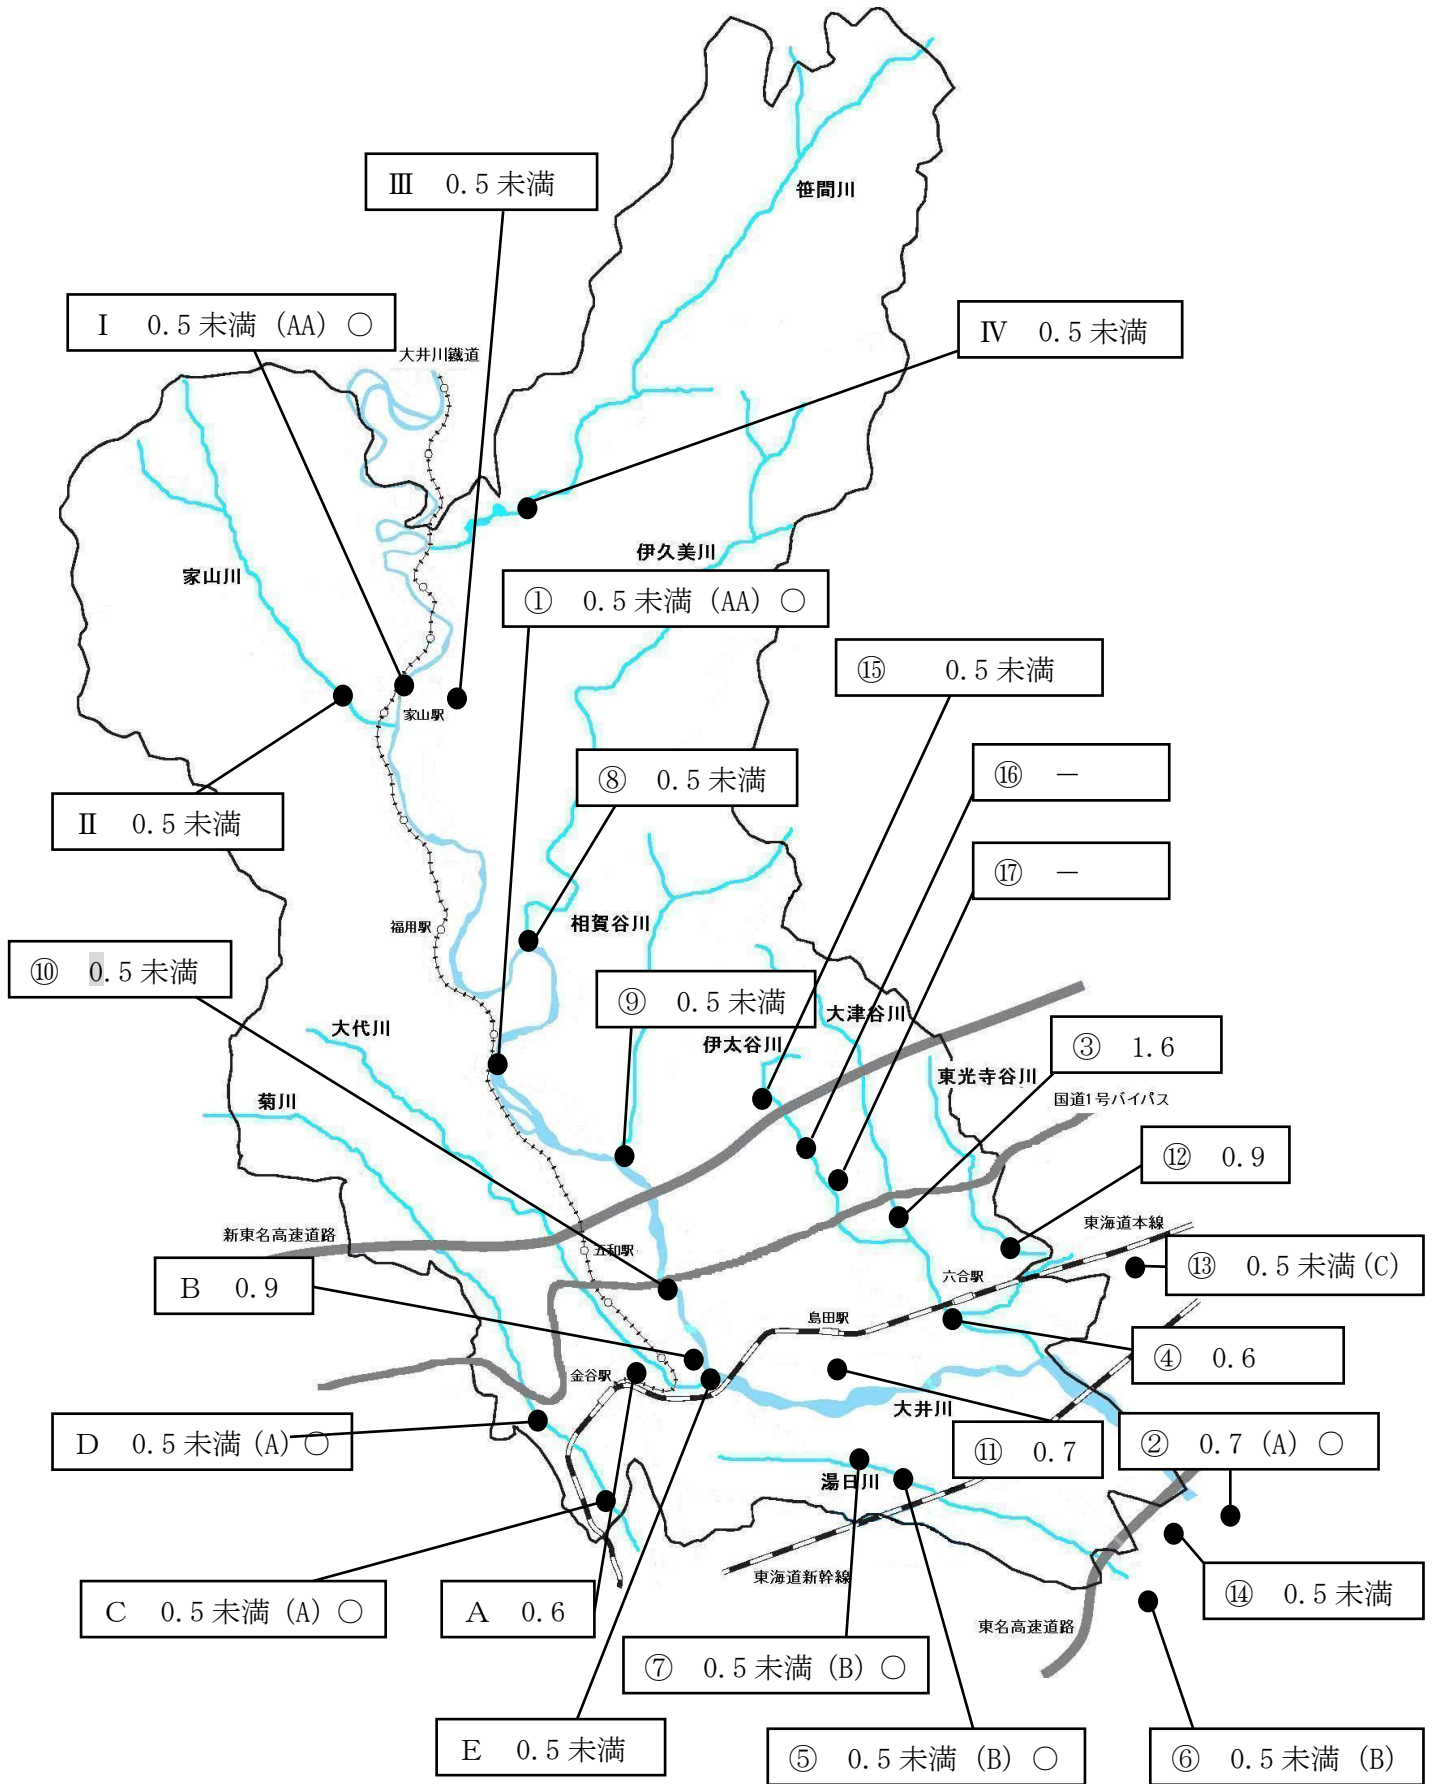 笹間川
Ⅲ 0.5未満
Ⅰ 0.5未満(AA)○
Ⅳ 0.5未満
大井川鐵道
伊久美川
家山川
① 0.5未満(AA)○
⑮ 0.5未満
家山駅
⑧ 0.5未満
⑯ －
Ⅱ 0.5未満
⑰ －
相賀谷川
福用駅
⑩ 0.5未満
⑨ 0.5未満
大津谷川
大代川
伊太谷川
③ 1.6
東光寺谷川
菊川
国道1号バイパス
⑫ 0.9
東海道本線
新東名高速道路
五和駅
⑬ 0.5未満(C)
B 0.9
六合駅
島田駅
④ 0.6
金谷駅
大井川
D 0.5未満(A)○
⑪ 0.7
② 0.7(A)○
湯日川
東海道新幹線
⑭ 0.5未満
C 0.5未満(A)○
A 0.6
東名高速道路
⑦ 0.5未満(B)○
E 0.5未満
⑤ 0.5未満(B)○
⑥ 0.5未満(B)